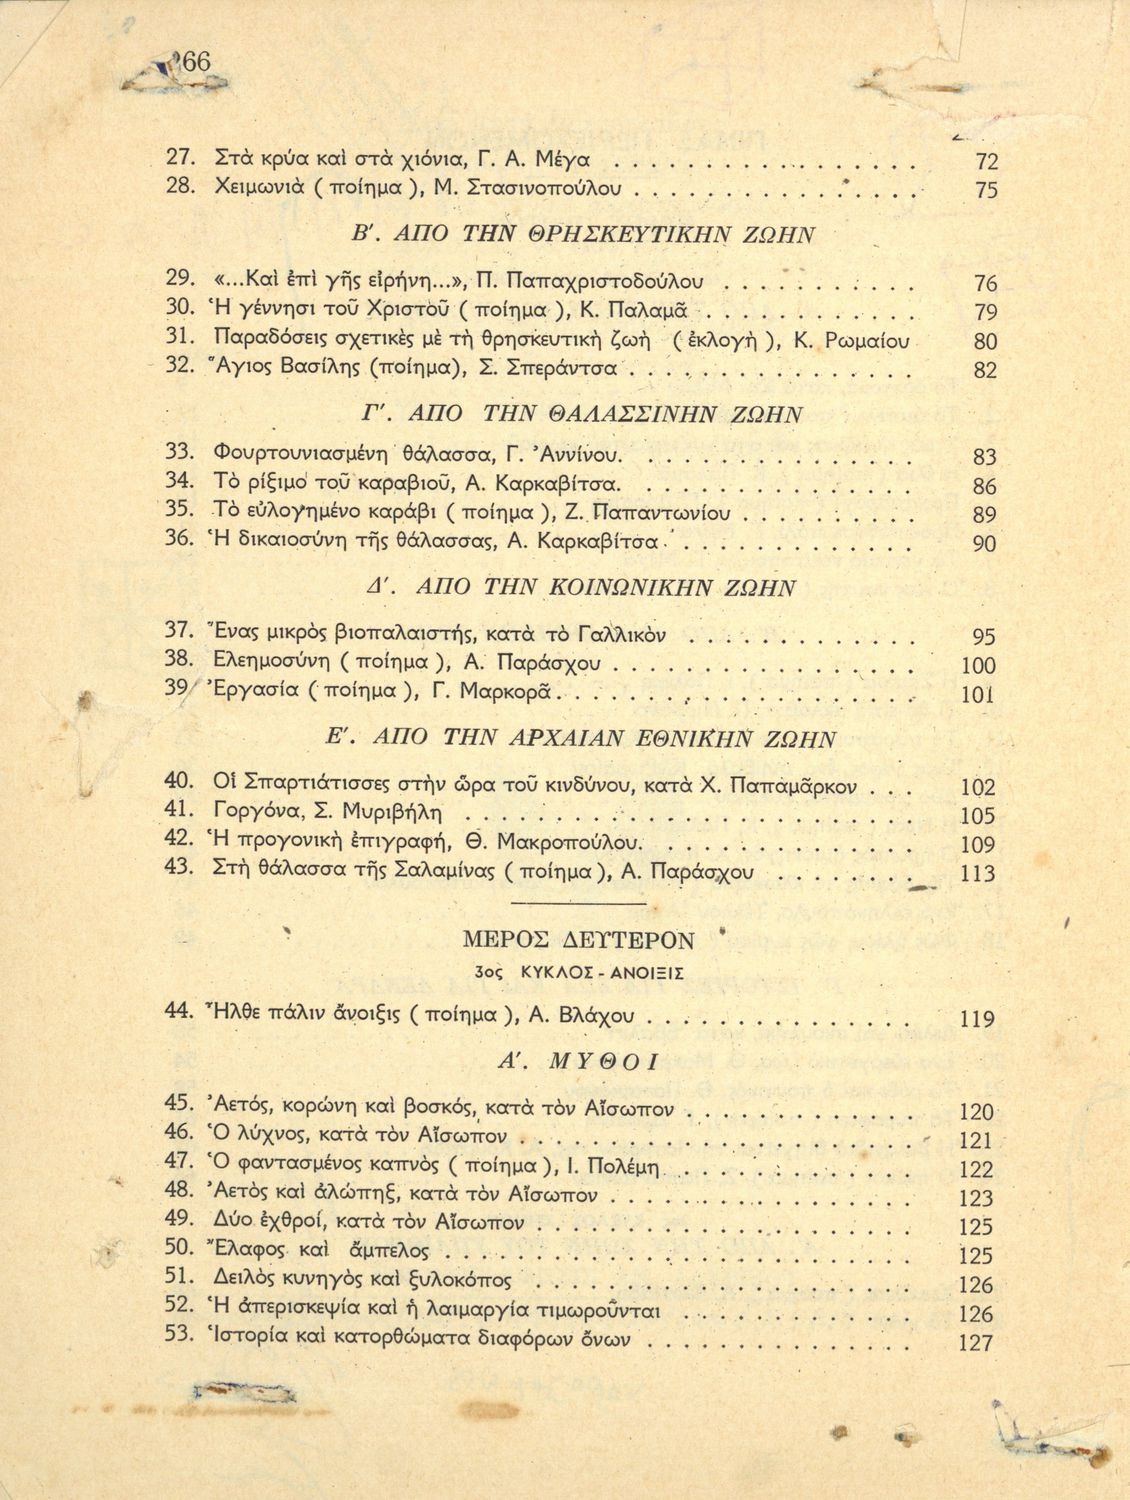 266
27. Στὰ κρύα καὶ στὰ χιόνια, Γ. Α. Μέγα . . . . . . . . . . . . . . . . . 72
28. Χειμωνιὰ ( ποίημα ), Μ. Στασινοπούλου . . . . . . . . . . . . . . . . 75
Β′. ΑΠΟ ΤΗΝ ΘΡΗΣΚΕΥΤΙΚΗΝ ΖΩΗΝ
29. «...Καὶ ἐπὶ γῆς εἰρήνη...», Π. Παπαχριστοδούλου . . . . . . . . . . . 76
30. Ἡ γέννησι τοῦ Χριστοῦ ( ποίημα ), Κ. Παλαμᾶ . . . . . . . . . . . . 79
31. Παραδόσεις σχετικὲς μὲ τὴ θρησκευτικὴ ζωὴ ( ἐκλογὴ ), Κ. Ρωμαίου 80
32. Ἅγιος Βασίλης (ποίημα), Σ. Σπεράντσα . . . . . . . . . . . . . . . . 82
Γ′. ΑΠΟ ΤΗΝ ΘΑΛΑΣΣΙΝΗΝ ΖΩΗΝ
33. Φουρτουνιασμένη θάλασσα, Γ. Ἀννίνου. . . . . . . . . . . . . . . . 83
34. Τὸ ρίξιμο τοῦ καραβιοῦ, Α. Καρκαβίτσα. . . . . . . . . . . . . . . . 86
35. Τὸ εὐλογημένο καράβι ( ποίημα ), Ζ. Παπαντωνίου . . . . . . . . . . 89
36. Ἡ δικαιοσύνη τῆς θάλασσας, Α. Καρκαβίτσα . . . . . . . . . . . . . . 90
Δ′. ΑΠΟ ΤΗΝ ΚΟΙΝΩΝΙΚΗΝ ΖΩΗΝ
37. Ἕνας μικρὸς βιοπαλαιστής, κατὰ τὸ Γαλλικὸν . . . . . . . . . . . . . 95
38. Ελεημοσύνη ( ποίημα ), Α. Παράσχου . . . . . . . . . . . . . . . . . 100
39 Ἐργασία ( ποίημα ), Γ. Μαρκορᾶ . . . . . . . . . . . . . . . . . . . . 101
Ε′. ΑΠΟ ΤΗΝ ΑΡΧΑΙΑΝ ΕΘΝΙΚΗΝ ΖΩΗΝ
40. Οἱ Σπαρτιάτισσες στὴν ὥρα τοῦ κινδύνου, κατὰ Χ. Παπαμᾶρκον . . . 102
41. Γοργόνα, Σ. Μυριβήλη . . . . . . . . . . . . . . . . . . . . . . . . . 105
42. Ἡ προγονικὴ ἐπιγραφή, Θ. Μακροπούλου. . . . . . . . . . . . . . . 109
43. Στὴ θάλασσα τῆς Σαλαμίνας ( ποίημα ), Α. Παράσχου . . . . . . . . 113
ΜΕΡΟΣ ΔΕΥΤΕΡΟΝ
3ος ΚΥΚΛΟΣ - ΑΝΟΙΞΙΣ
44. Ἦλθε πάλιν ἄνοιξις ( ποίημα ), Α. Βλάχου . . . . . . . . . . . . . . . 119
Α′. ΜΥΘΟΙ
45. Ἀετός, κορώνη καὶ βοσκός, κατὰ τὸν Αἴσωπον . . . . . . . . . . . . . 120
46. Ὁ λύχνος, κατὰ τὸν Αἴσωπον . . . . . . . . . . . . . . . . . . . . . . 121
47. Ὁ φαντασμένος καπνὸς ( ποίημα ), Ι. Πολέμη . . . . . . . . . . . . . 122
48. Ἀετὸς καὶ ἀλώπηξ, κατὰ τὸν Αἴσωπον . . . . . . . . . . . . . . . . . 123
49. Δύο ἐχθροί, κατὰ τὸν Αἴσωπον . . . . . . . . . . . . . . . . . . . . . 125
50. Ἔλαφος καὶ ἄμπελος . . . . . . . . . . . . . . . . . . . . . . . . . . 125
51. Δειλὸς κυνηγὸς καὶ ξυλοκόπος . . . . . . . . . . . . . . . . . . . . . 126
52. Ἡ ἀπερισκεψία καὶ ἡ λαιμαργία τιμωροῦνται . . . . . . . . . . . . . 126
53. Ἱστορία καὶ κατορθώματα διαφόρων ὄνων . . . . . . . . . . . . . . . 127